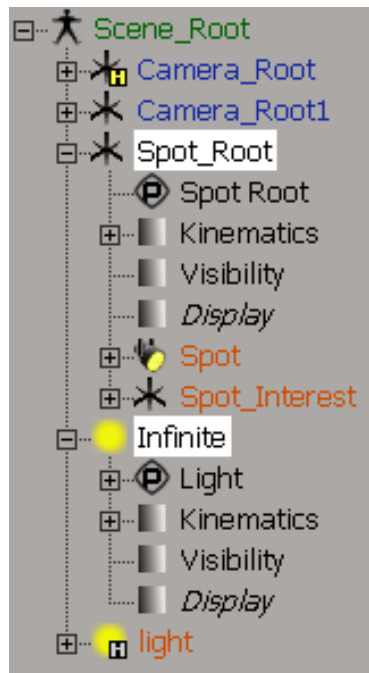 Scene_Root
H Camera_Root
Camera_Root1
Spot_Root
P Spot Root
Kinematics
Visibility
Display
Spot
Spot_Interest
Infinite
P Light
Kinematics
Visibility
Display
H light